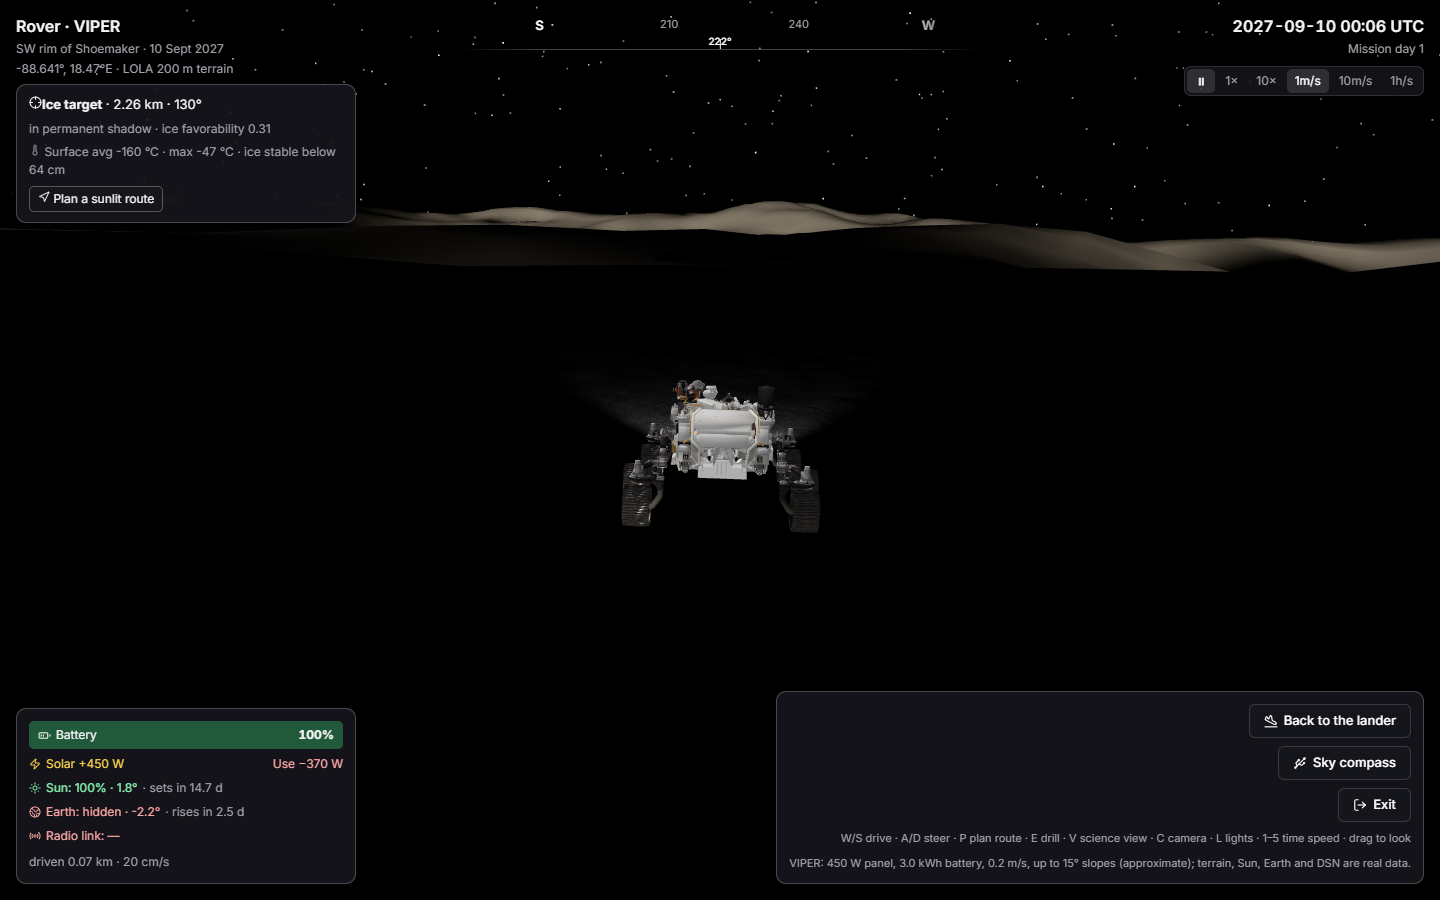 Rover · VIPER
SW rim of Shoemaker · 10 Sept 2027
-88.641°, 18.47°E · LOLA 200 m terrain
Ice target · 2.26 km · 130°
in permanent shadow · ice favorability 0.31
Surface avg -160 °C · max -47 °C · ice stable below
64 cm
Plan a sunlit route
S 210 240 W
222°
2027-09-10 00:06 UTC
Mission day 1
1× 10× 1m/s 10m/s 1h/s
Battery 100%
Solar +450 W Use −370 W
Sun: 100% · 1.8° · sets in 14.7 d
Earth: hidden · -2.2° · rises in 2.5 d
Radio link: —
driven 0.07 km · 20 cm/s
Back to the lander
Sky compass
Exit
W/S drive · A/D steer · P plan route · E drill · V science view · C camera · L lights · 1–5 time speed · drag to look
VIPER: 450 W panel, 3.0 kWh battery, 0.2 m/s, up to 15° slopes (approximate); terrain, Sun, Earth and DSN are real data.